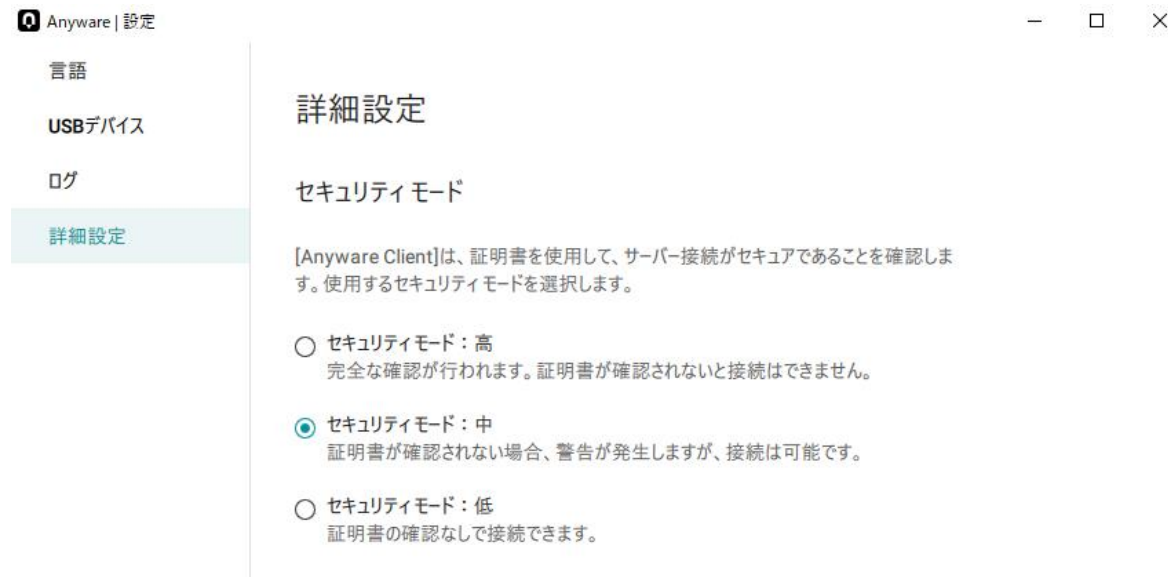 Anyware | 設定
言語
USBデバイス
ログ
詳細設定
詳細設定
セキュリティ モード
[Anyware Client]は、証明書を使用して、サーバー接続がセキュアであることを確認しま
す。使用するセキュリティ モードを選択します。
セキュリティ モード：高
完全な確認が行われます。証明書が確認されないと接続はできません。
セキュリティ モード：中
証明書が確認されない場合、警告が発生しますが、接続は可能です。
セキュリティ モード：低
証明書の確認なしで接続できます。